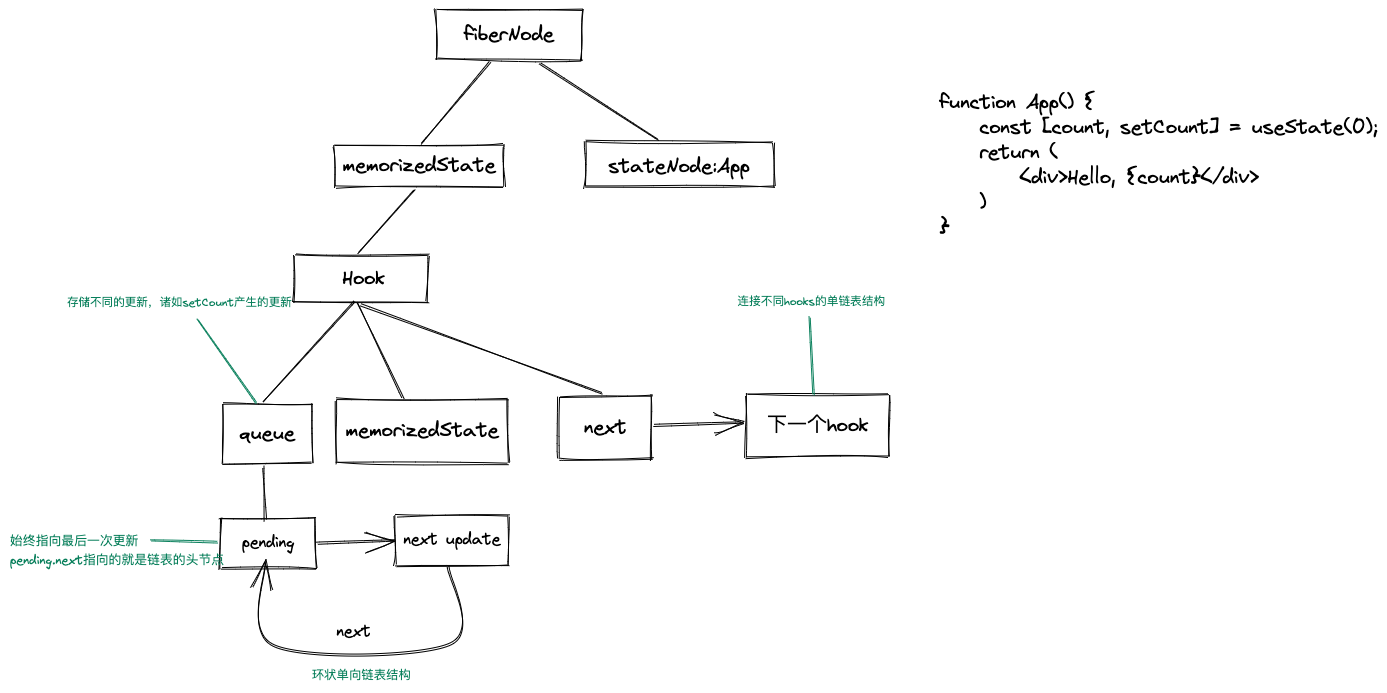 fiberNode
function App() {
const [count, setCount] = useState(0);
return (
<div>Hello, {count}</div>
)
}
memorizedState
stateNode:App
Hook
存储不同的更新，诸如setCount产生的更新
连接不同hooks的单链表结构
queue
memorizedState
next
下一个hook
始终指向最后一次更新
pending.next指向的就是链表的头节点
pending
next update
next
环状单向链表结构